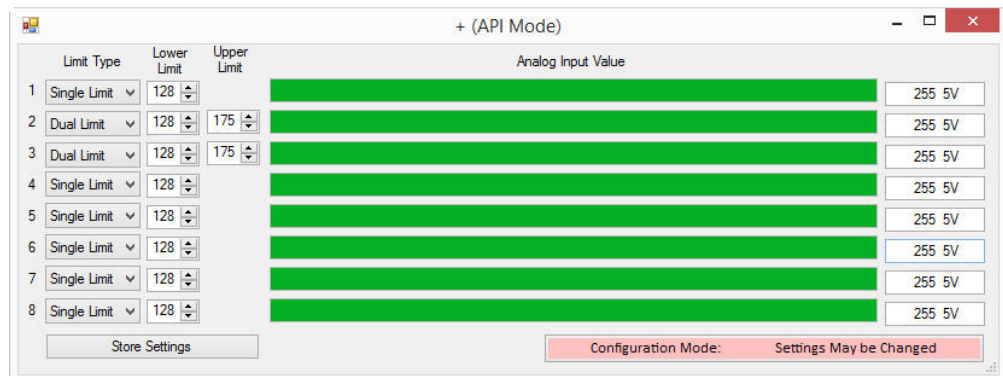 + (API Mode)
Limit Type Lower Limit Upper Limit Analog Input Value
1 Single Limit 128 255 5V
2 Dual Limit 128 175 255 5V
3 Dual Limit 128 175 255 5V
4 Single Limit 128 255 5V
5 Single Limit 128 255 5V
6 Single Limit 128 255 5V
7 Single Limit 128 255 5V
8 Single Limit 128 255 5V
Store Settings Configuration Mode: Settings May be Changed